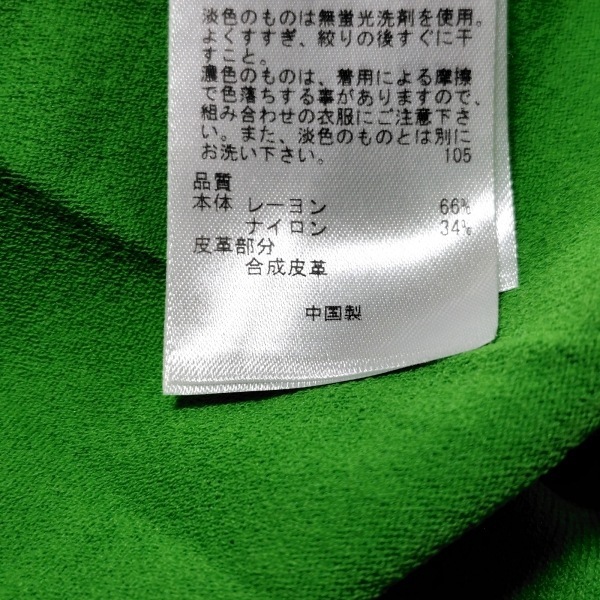 淡色のものは無蛍光洗剤を使用。
よくすすぎ、絞りの後すぐに干
すこと。
濃色のものは、着用による摩擦
で色落ちする事がありますので、
組み合わせの衣服にご注意下さ
い。また、淡色のものとは別に
お洗い下さい。 105
品質
本体 レーヨン 66%
ナイロン 34%
皮革部分
合成皮革
中国製